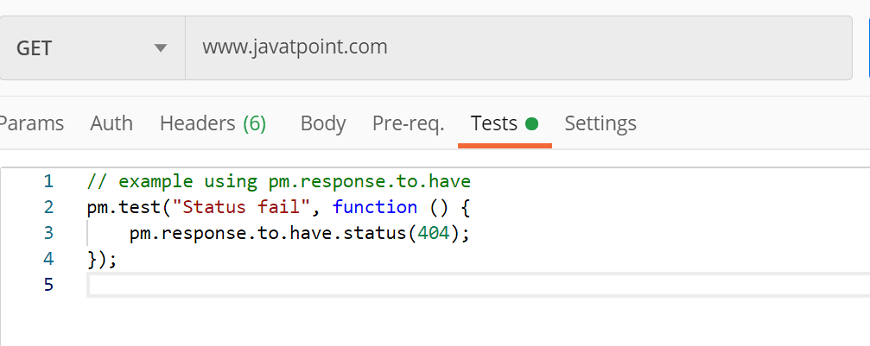 GET www.javatpoint.com
Params Auth Headers (6) Body Pre-req. Tests Settings
1 // example using pm.response.to.have
2 pm.test("Status fail", function () {
3 pm.response.to.have.status(404);
4 });
5